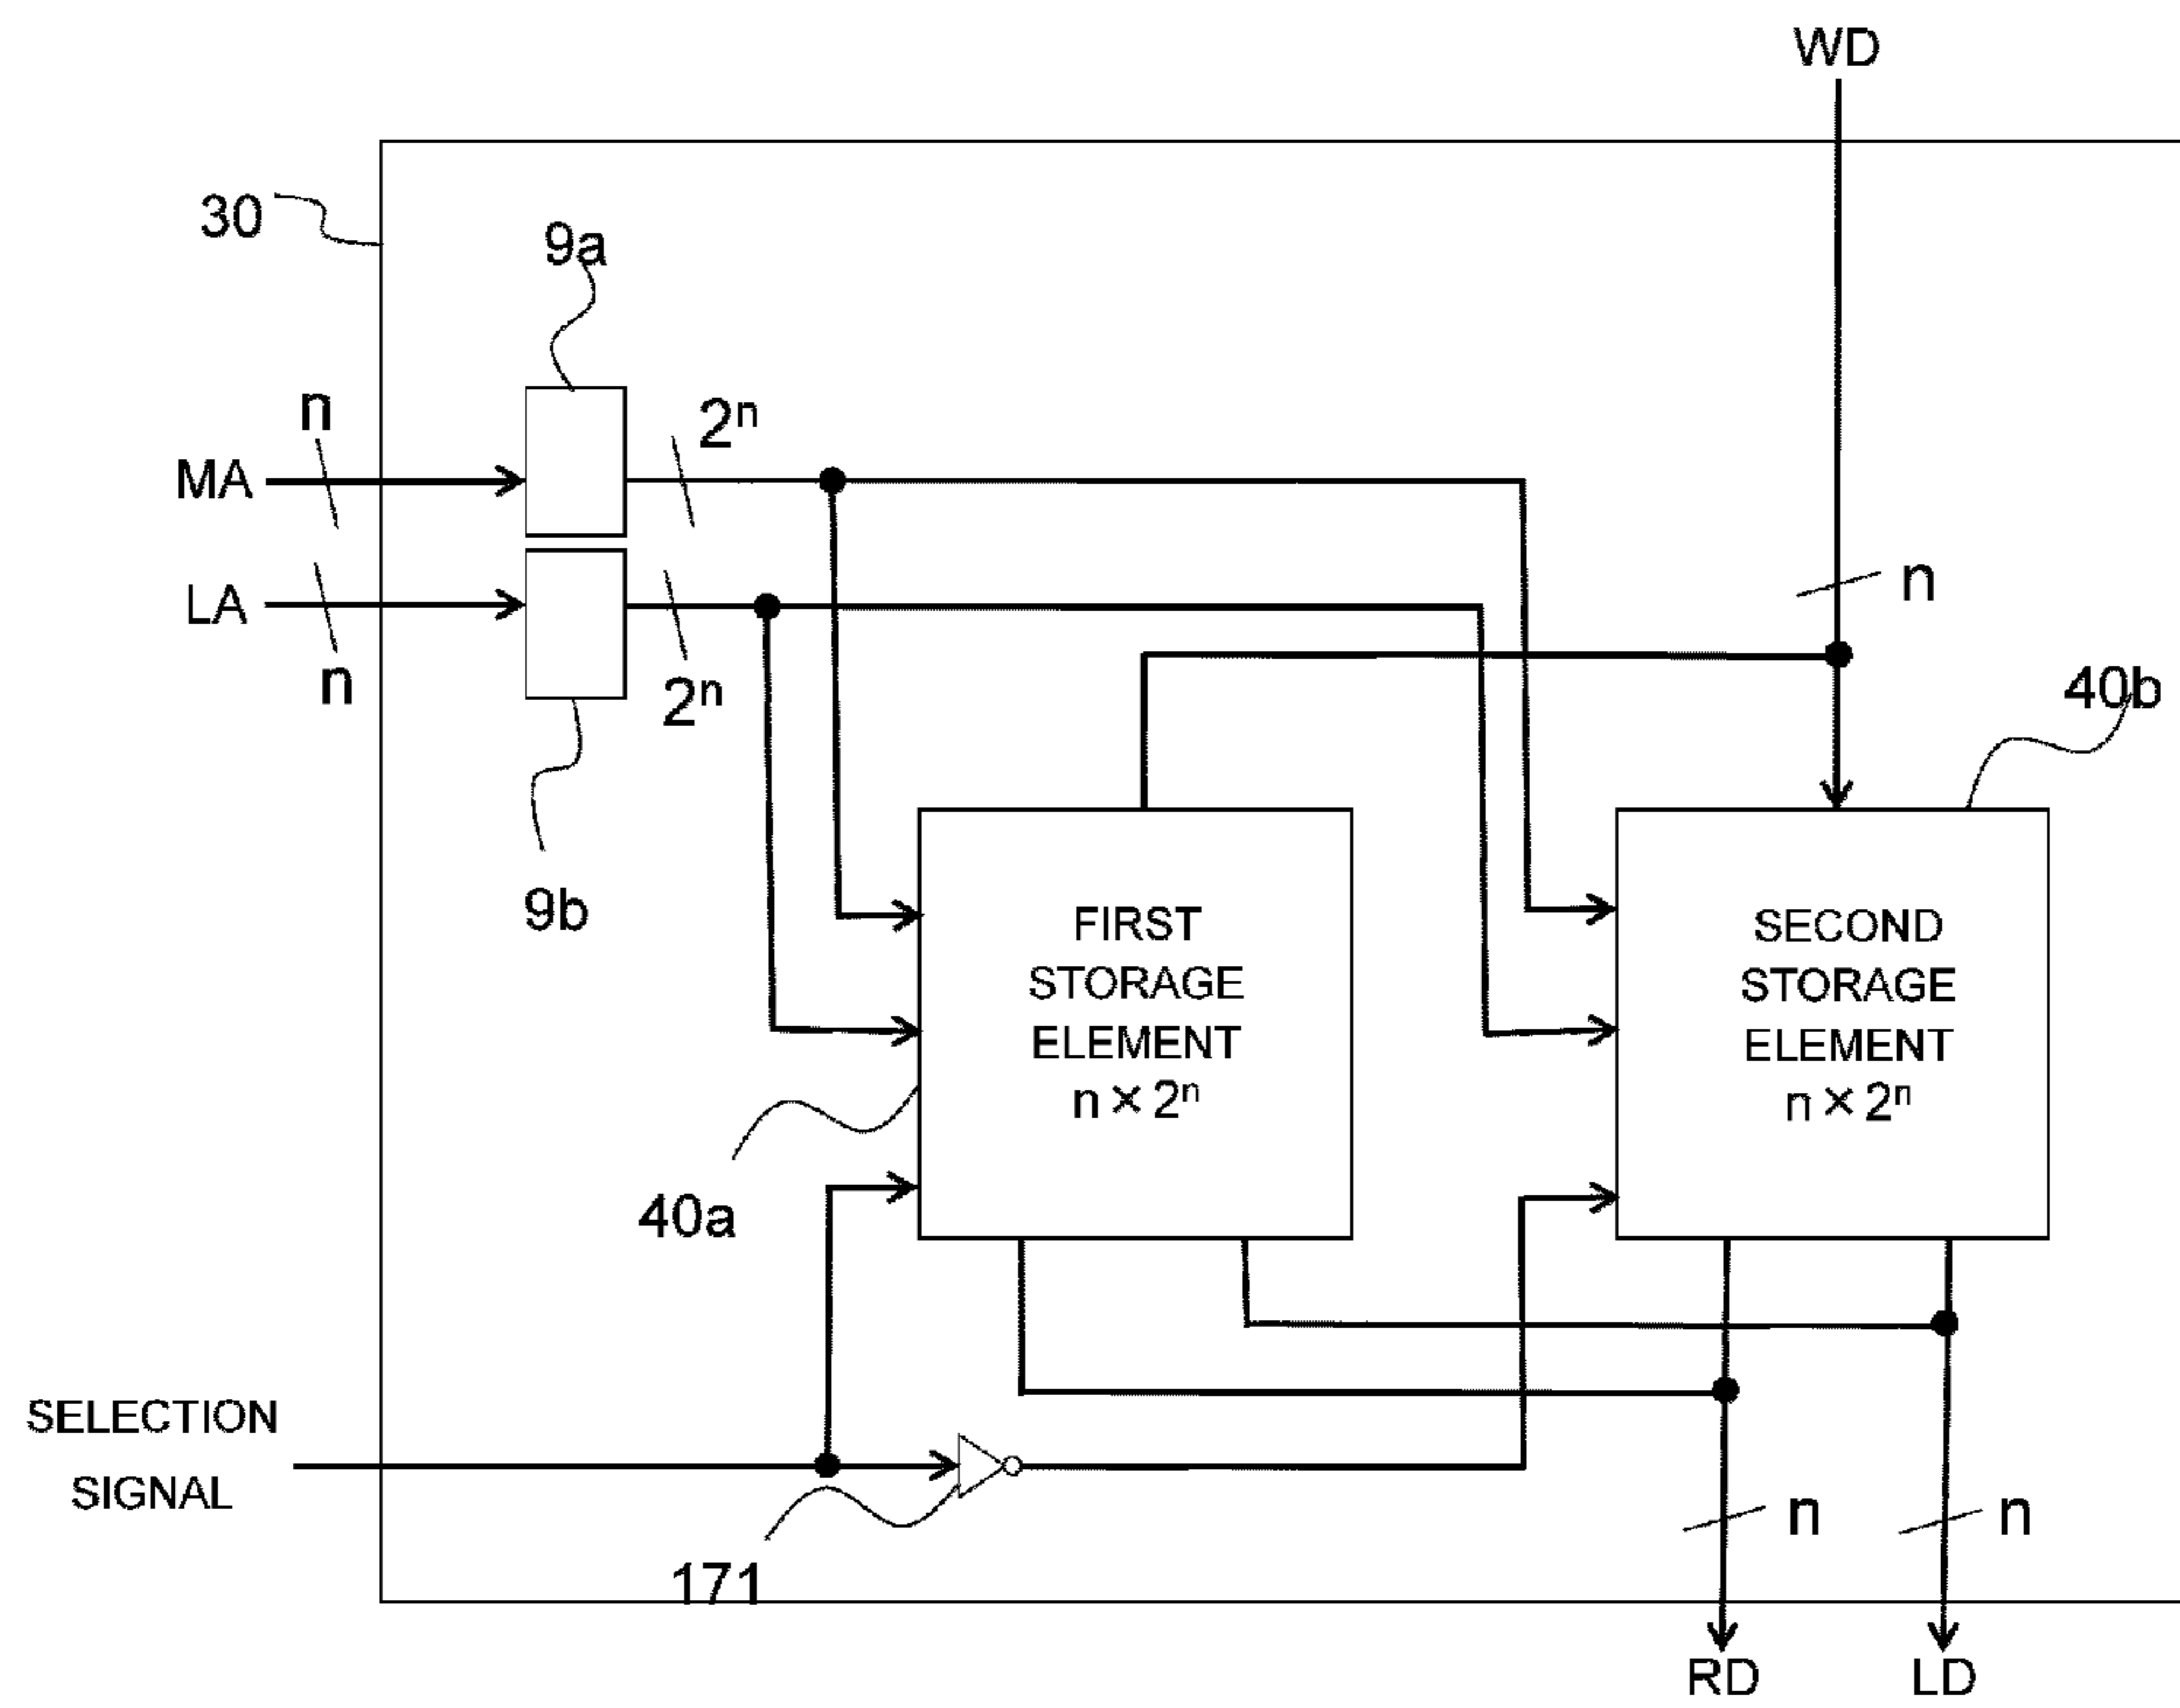 WD
30
9a
n
2ⁿ
MA
n
LA
n
2ⁿ
40b
9b
FIRST
STORAGE
ELEMENT
n × 2ⁿ
SECOND
STORAGE
ELEMENT
n × 2ⁿ
40a
SELECTION
SIGNAL
171
n
n
RD
LD